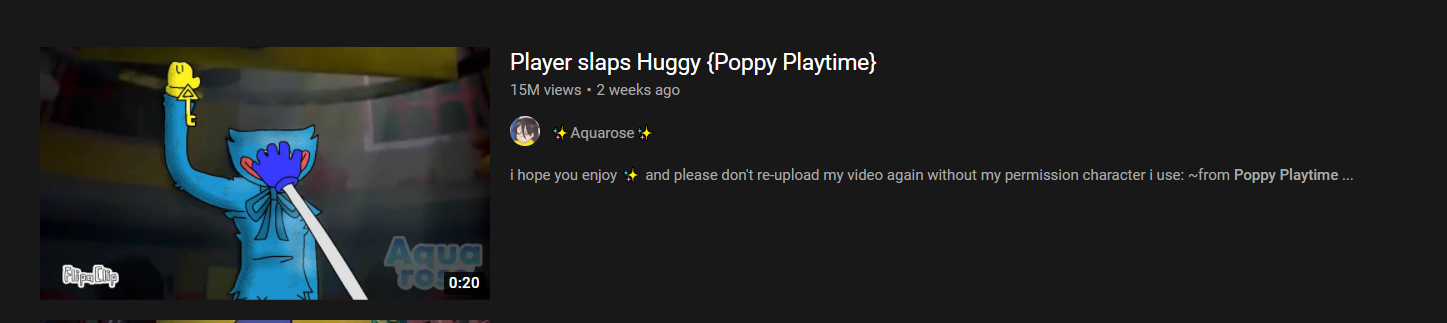 Player slaps Huggy {Poppy Playtime}
15M views • 2 weeks ago
✨Aquarose✨
i hope you enjoy ✨ and please don't re-upload my video again without my permission character i use: ~from Poppy Playtime ...
FlipaClip
Aqua
rose
0:20